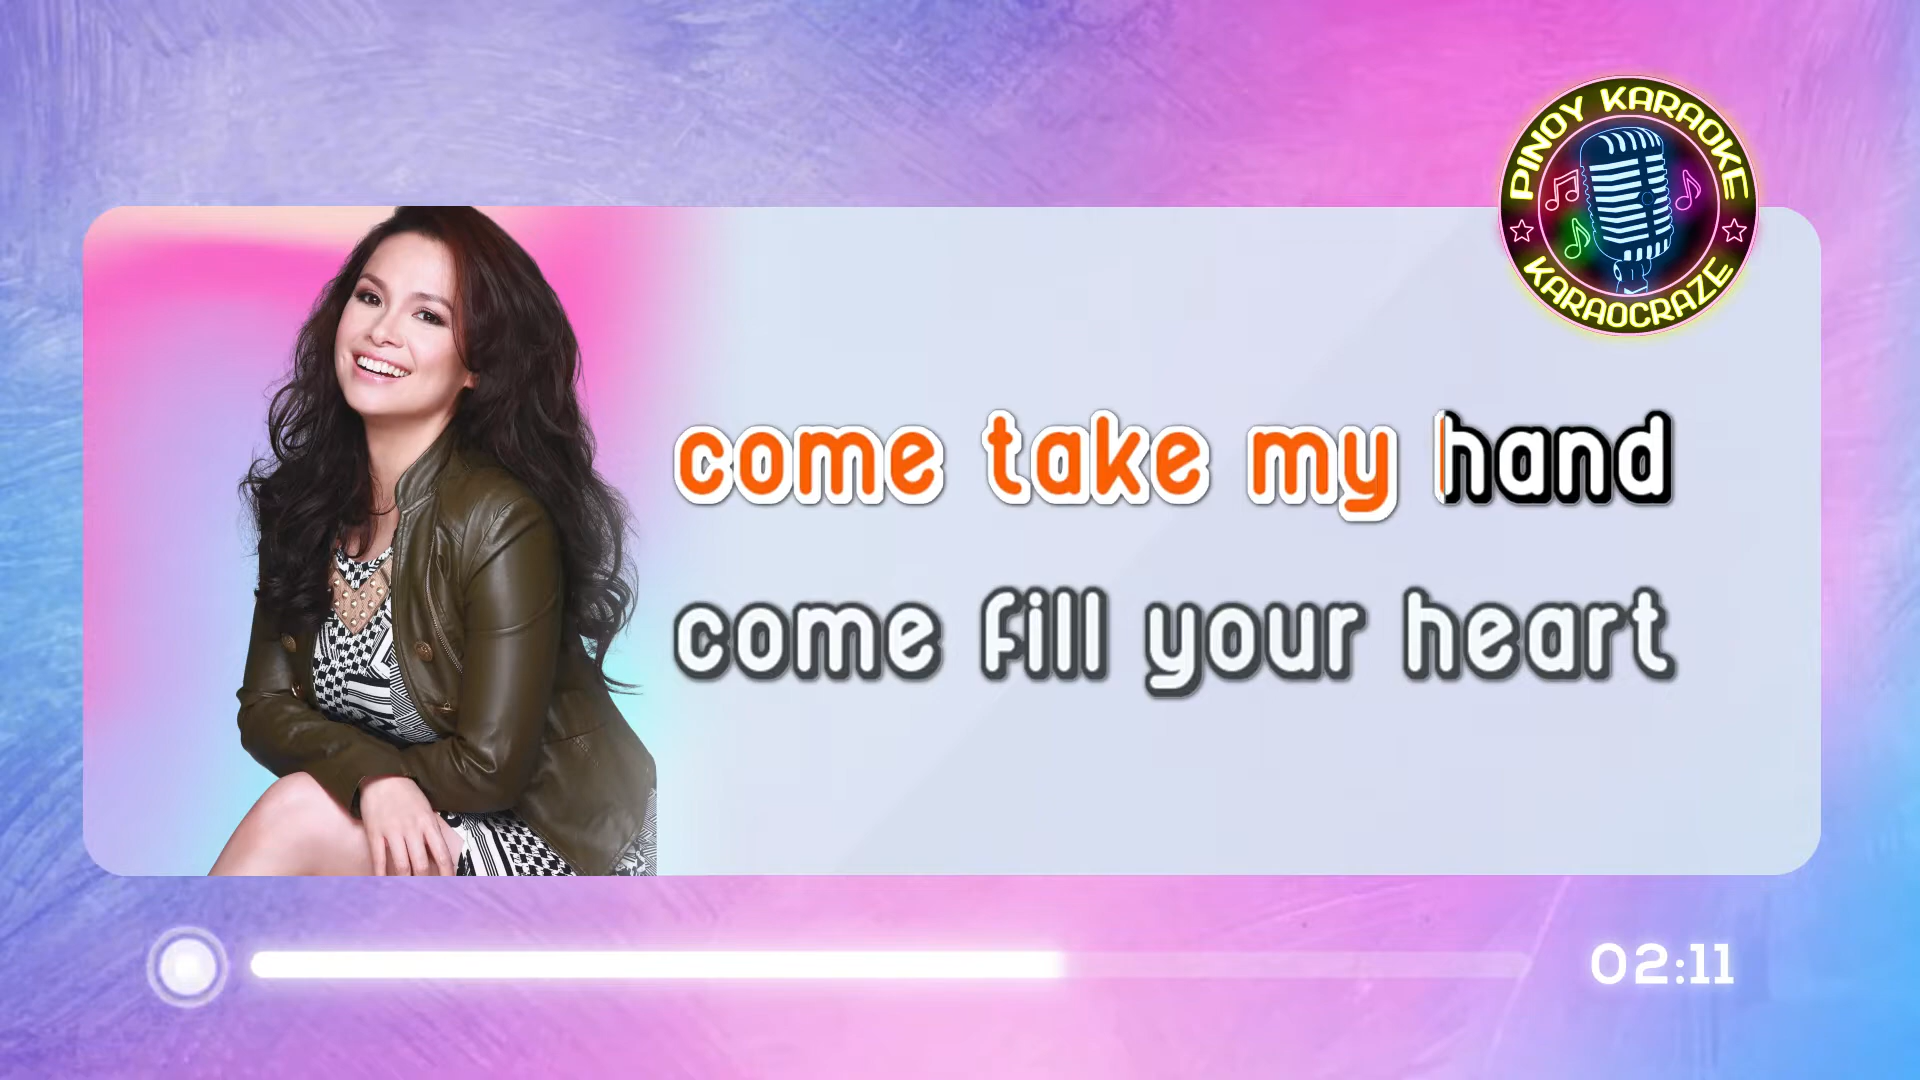 PINOY KARAOKE
KARAOCRAZE
come take my hand
come fill your heart
02:11